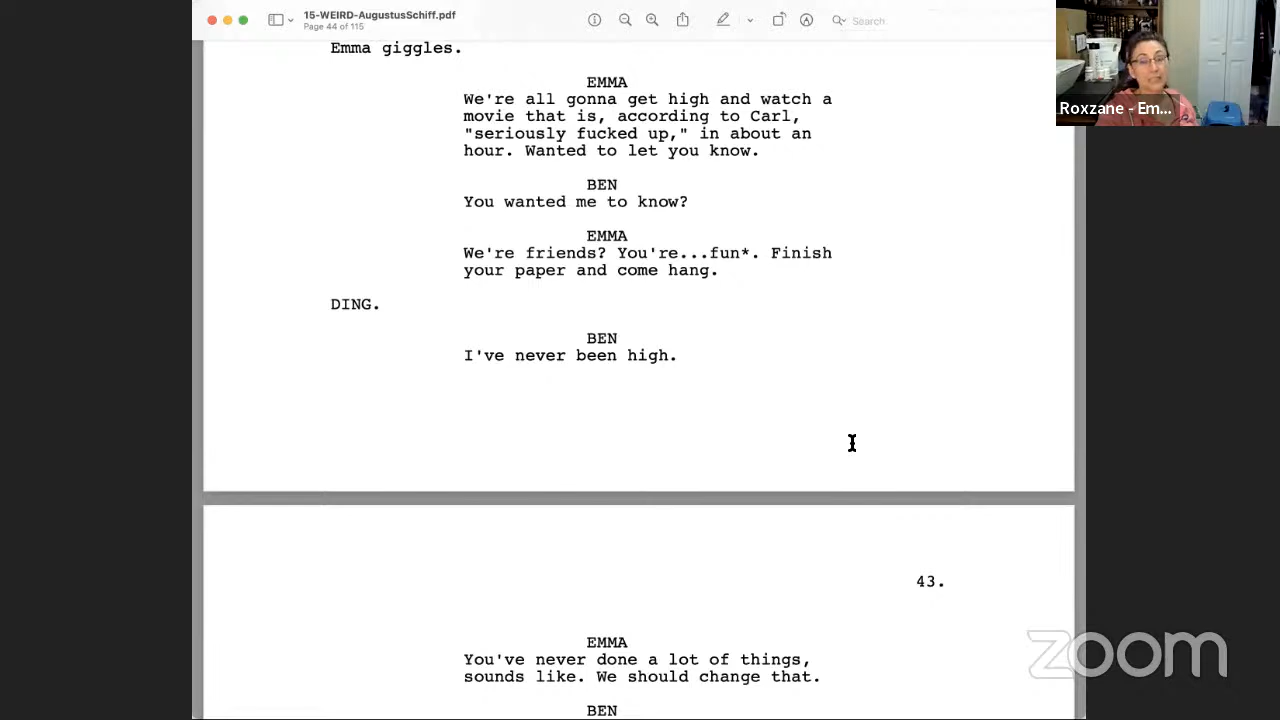 15-WEIRD-AugustusSchiff.pdf
Page 44 of 115
Search
Roxzane - Em...
Emma giggles.
EMMA
We're all gonna get high and watch a
movie that is, according to Carl,
"seriously fucked up," in about an
hour. Wanted to let you know.
BEN
You wanted me to know?
EMMA
We're friends? You're...fun*. Finish
your paper and come hang.
DING.
BEN
I've never been high.
43.
EMMA
You've never done a lot of things,
sounds like. We should change that.
BEN
zoom